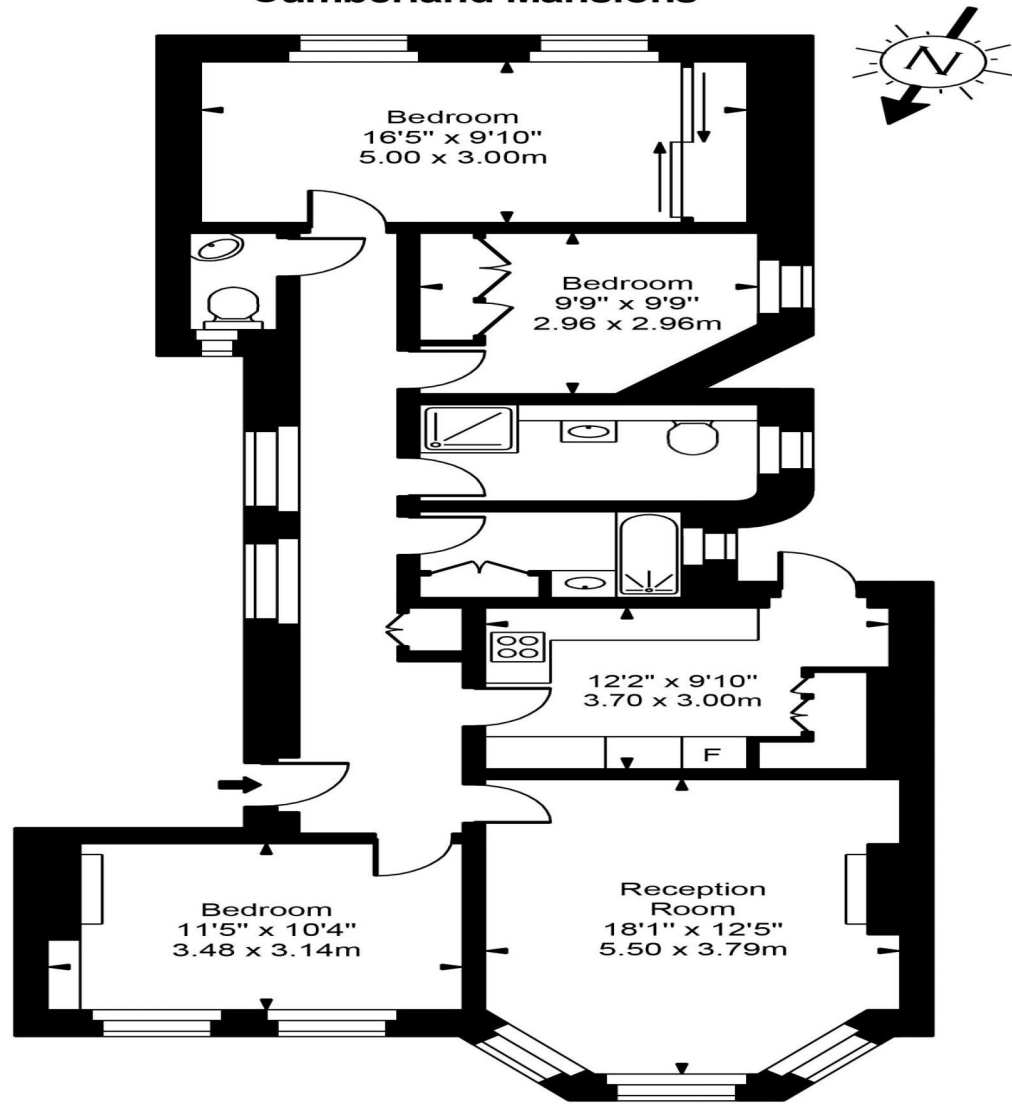 Cumberland Mansions
N
Bedroom
16'5" x 9'10"
5.00 x 3.00m
Bedroom
9'9" x 9'9"
2.96 x 2.96m
12'2" x 9'10"
3.70 x 3.00m
F
Reception
Room
18'1" x 12'5"
5.50 x 3.79m
Bedroom
11'5" x 10'4"
3.48 x 3.14m